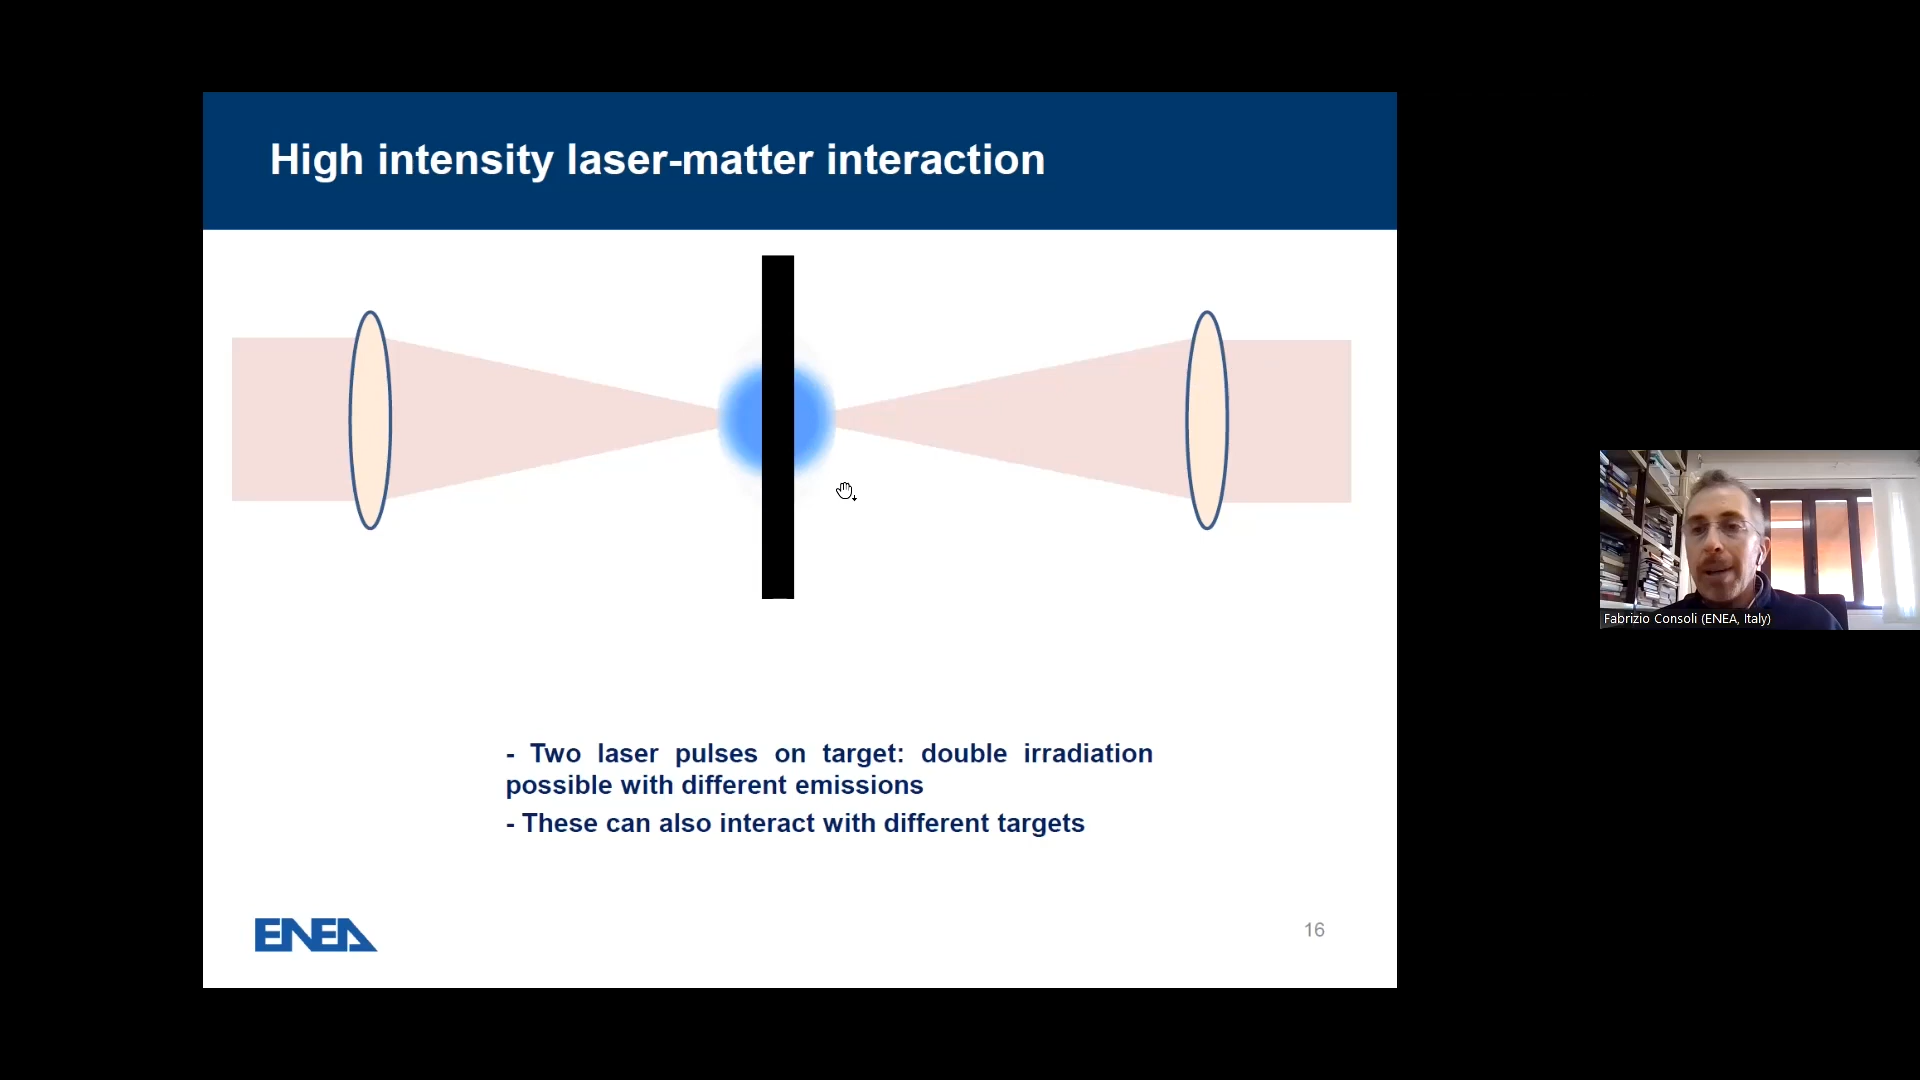 High intensity laser-matter interaction
- Two laser pulses on target: double irradiation
possible with different emissions
- These can also interact with different targets
ENEA
16
Fabrizio Consoli (ENEA, Italy)